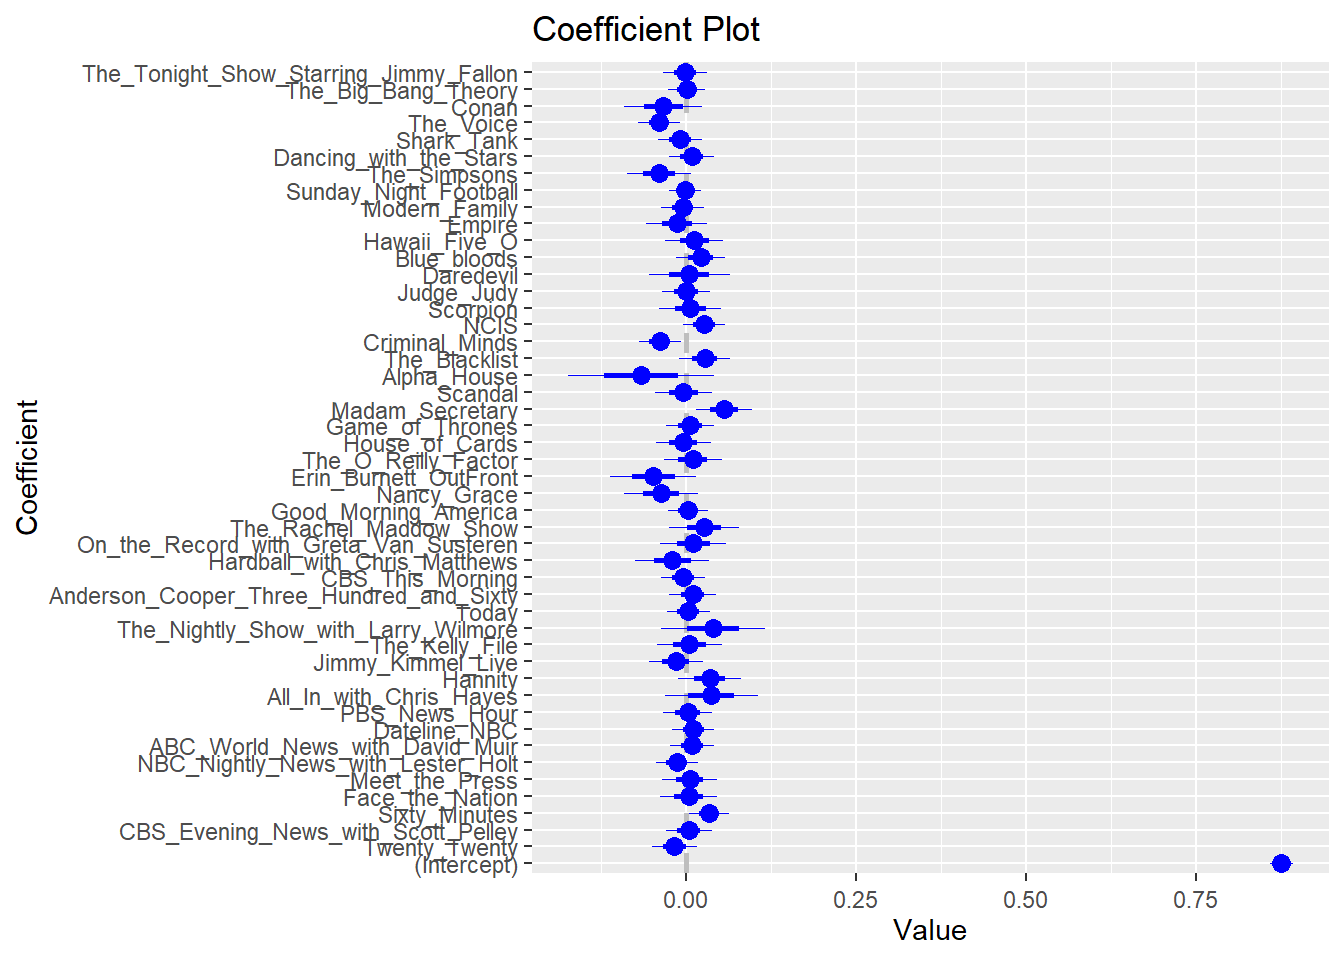 Coefficient Plot
The_Tonight_Show_Starring_Jimmy_Fallon
The_Big_Bang_Theory
Conan
The_Voice
Shark_Tank
Dancing_with_the_Stars
The_Simpsons
Sunday_Night_Football
Modern_Family
Empire
Hawaii_Five_O
Blue_bloods
Daredevil
Judge_Judy
Scorpion
NCIS
Criminal_Minds
The_Blacklist
Alpha_House
Scandal
Madam_Secretary
Game_of_Thrones
House_of_Cards
The_O_Reilly_Factor
Erin_Burnett_OutFront
Nancy_Grace
Good_Morning_America
The_Rachel_Maddow_Show
On_the_Record_with_Greta_Van_Susteren
Hardball_with_Chris_Matthews
CBS_This_Morning
Anderson_Cooper_Three_Hundred_and_Sixty
Today
The_Nightly_Show_with_Larry_Wilmore
The_Kelly_File
Jimmy_Kimmel_Live
Hannity
All_In_with_Chris_Hayes
PBS_News_Hour
Dateline_NBC
ABC_World_News_with_David_Muir
NBC_Nightly_News_with_Lester_Holt
Meet_the_Press
Face_the_Nation
Sixty_Minutes
CBS_Evening_News_with_Scott_Pelley
Twenty_Twenty
(Intercept)
Coefficient
0.00 0.25 0.50 0.75
Value